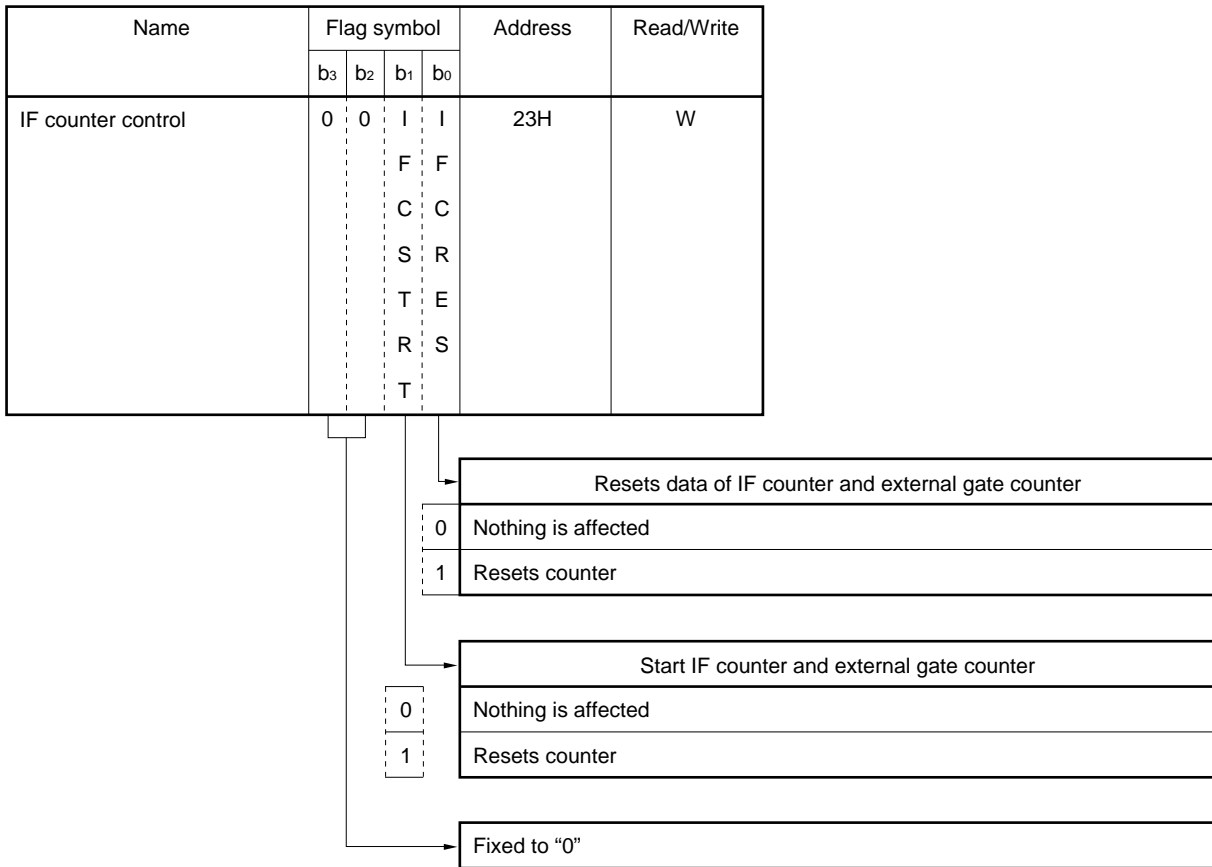 Name Flag symbol Address Read/Write
b3 b2 b1 b0
IF counter control 0 0 I I 23H W
F F
C C
S R
T E
R S
T
Resets data of IF counter and external gate counter
0 Nothing is affected
1 Resets counter
Start IF counter and external gate counter
0 Nothing is affected
1 Resets counter
Fixed to “0”